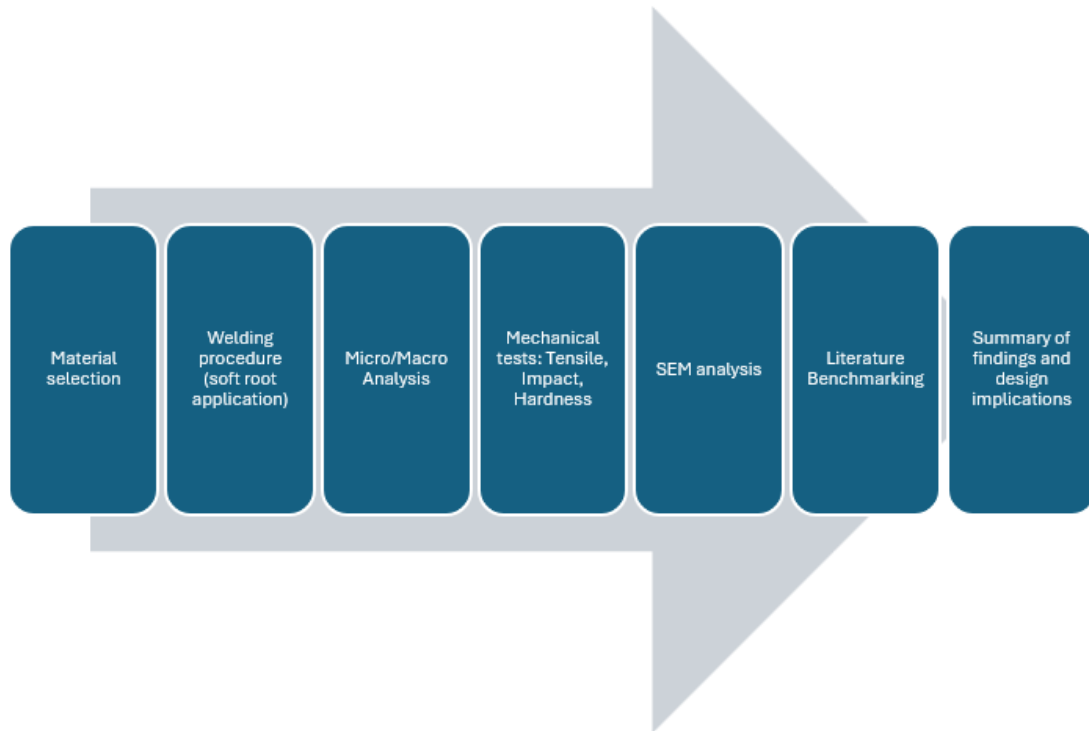 Material
selection
Welding
procedure
(soft root
application)
Micro/Macro
Analysis
Mechanical
tests: Tensile,
Impact,
Hardness
SEM analysis
Literature
Benchmarking
Summary of
findings and
design
implications